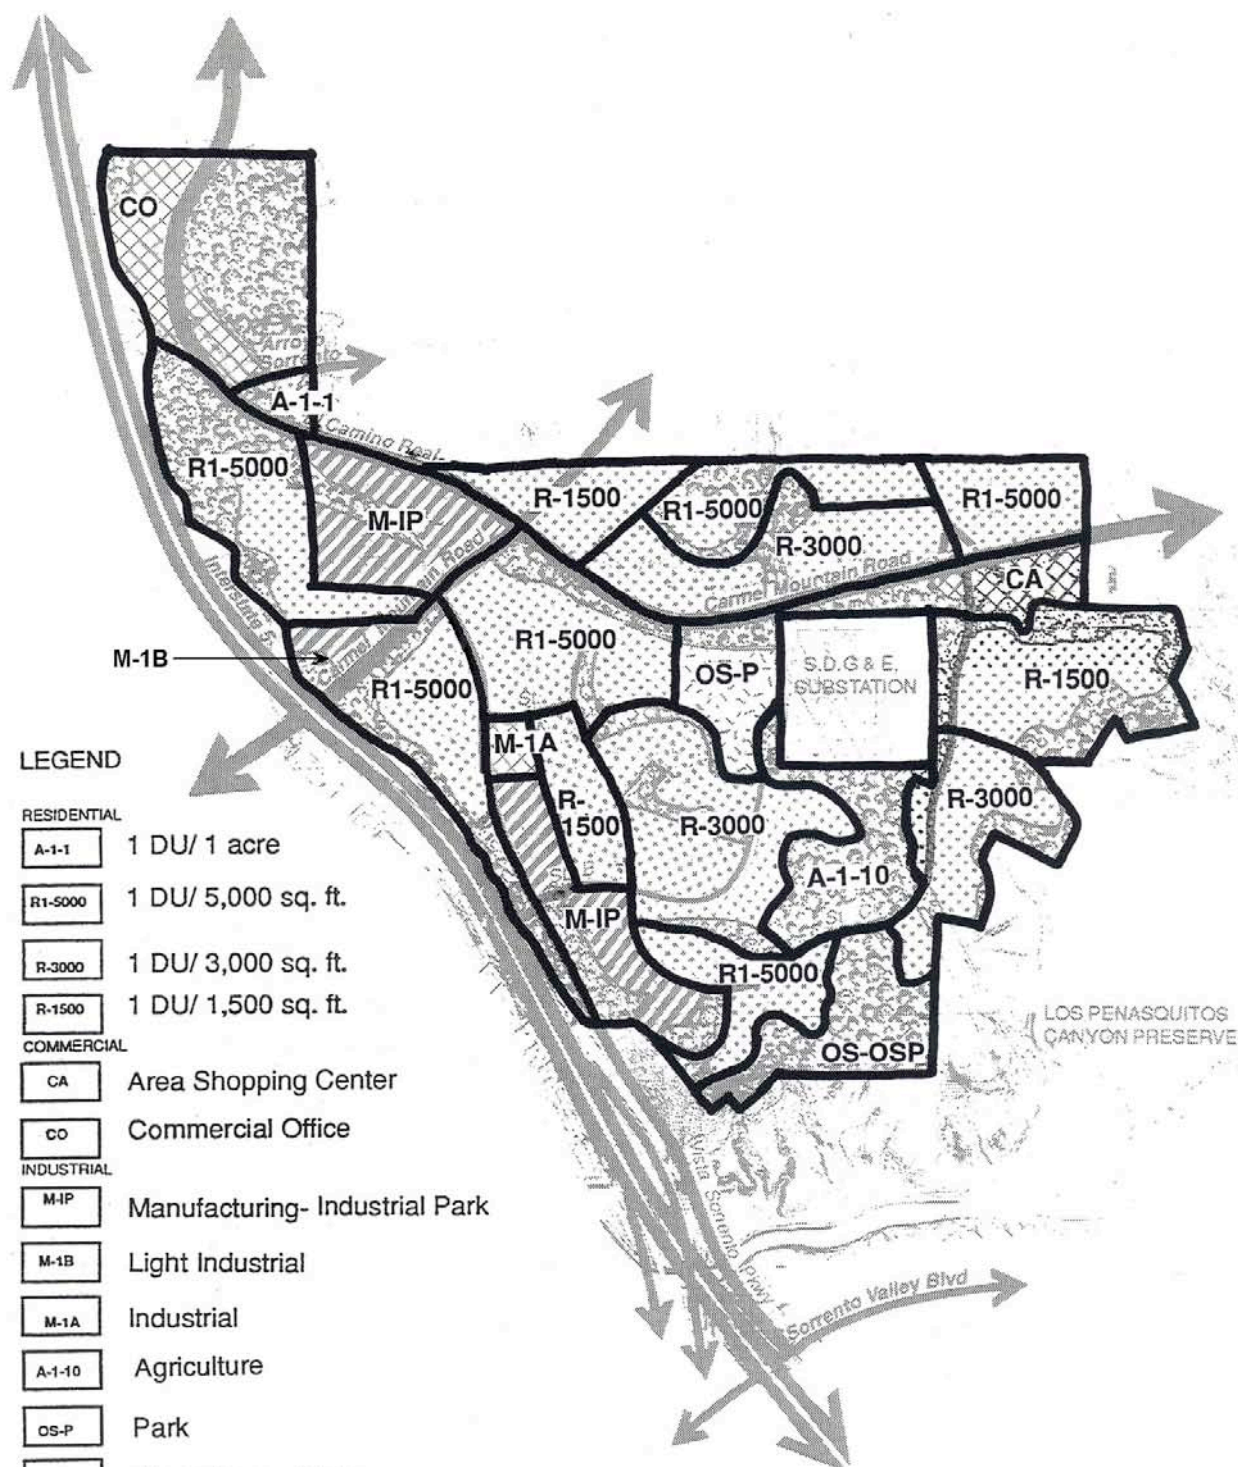 CO
Arroyo
Sorrento
A-1-1
El Camino Real
R1-5000
M-IP
R-1500
R1-5000
R-3000
R1-5000
Carmel Mountain Road
CA
Carmel Mountain Road
Interstate 5
M-1B
R1-5000
R1-5000
OS-P
S.D.G & E.
SUBSTATION
R-1500
M-1A
R-
1500
R-3000
R-3000
A-1-10
M-IP
R1-5000
OS-OSP
LOS PENASQUITOS
CANYON PRESERVE
Vista Sorrento Pkwy
Sorrento Valley Blvd
LEGEND
RESIDENTIAL
A-1-1 1 DU/ 1 acre
R1-5000 1 DU/ 5,000 sq. ft.
R-3000 1 DU/ 3,000 sq. ft.
R-1500 1 DU/ 1,500 sq. ft.
COMMERCIAL
CA Area Shopping Center
CO Commercial Office
INDUSTRIAL
M-IP Manufacturing- Industrial Park
M-1B Light Industrial
M-1A Industrial
A-1-10 Agriculture
OS-P Park